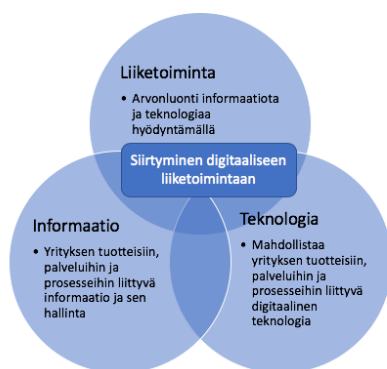 Liiketoiminta
• Arvonluonti informaatiota
ja teknologiaa
hyödyntämällä
Siirtyminen digitaaliseen
liiketoimintaan
Informaatio
• Yrityksen tuotteisiin,
palveluihin ja
prosesseihin liittyvä
informaatio ja sen
hallinta
Teknologia
• Mahdollistaa
yrityksen tuotteisiin,
palveluihin ja
prosesseihin liittyvä
digitaalinen
teknologia